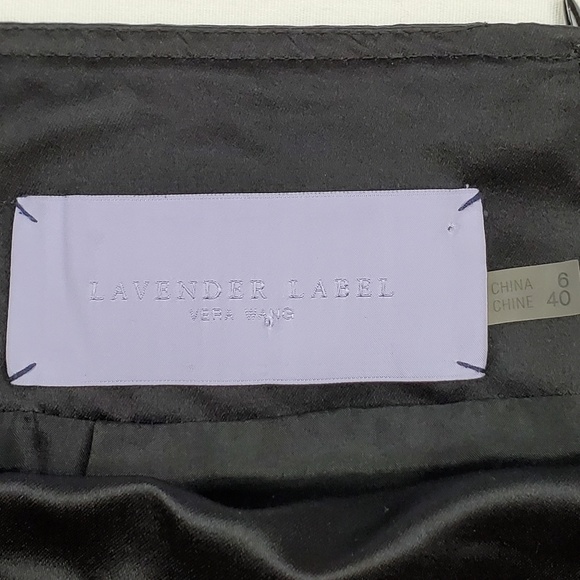 LAVENDER LABEL
VERA WANG
CHINA 6
CHINE 40